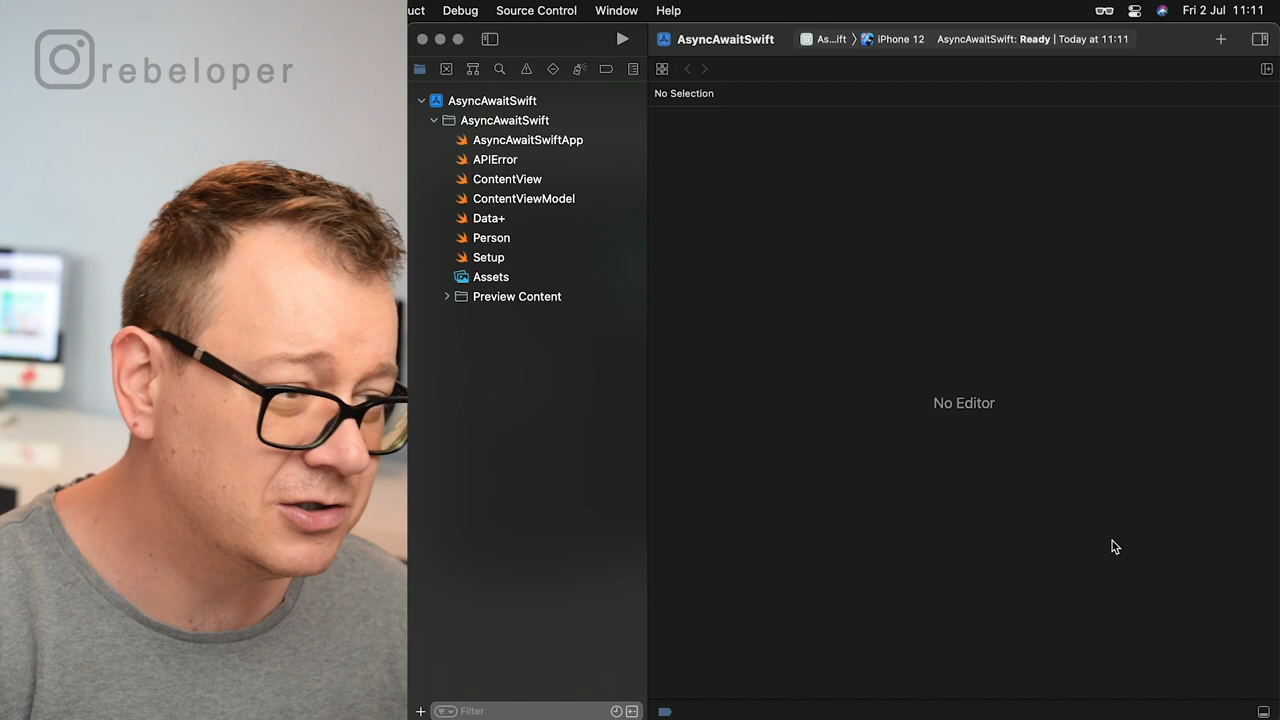 rebeloper
uct Debug Source Control Window Help Fri 2 Jul 11:11
AsyncAwaitSwift As...ift iPhone 12 AsyncAwaitSwift: Ready | Today at 11:11
No Selection
AsyncAwaitSwift
AsyncAwaitSwift
AsyncAwaitSwiftApp
APIError
ContentView
ContentViewModel
Data+
Person
Setup
Assets
Preview Content
No Editor
Filter